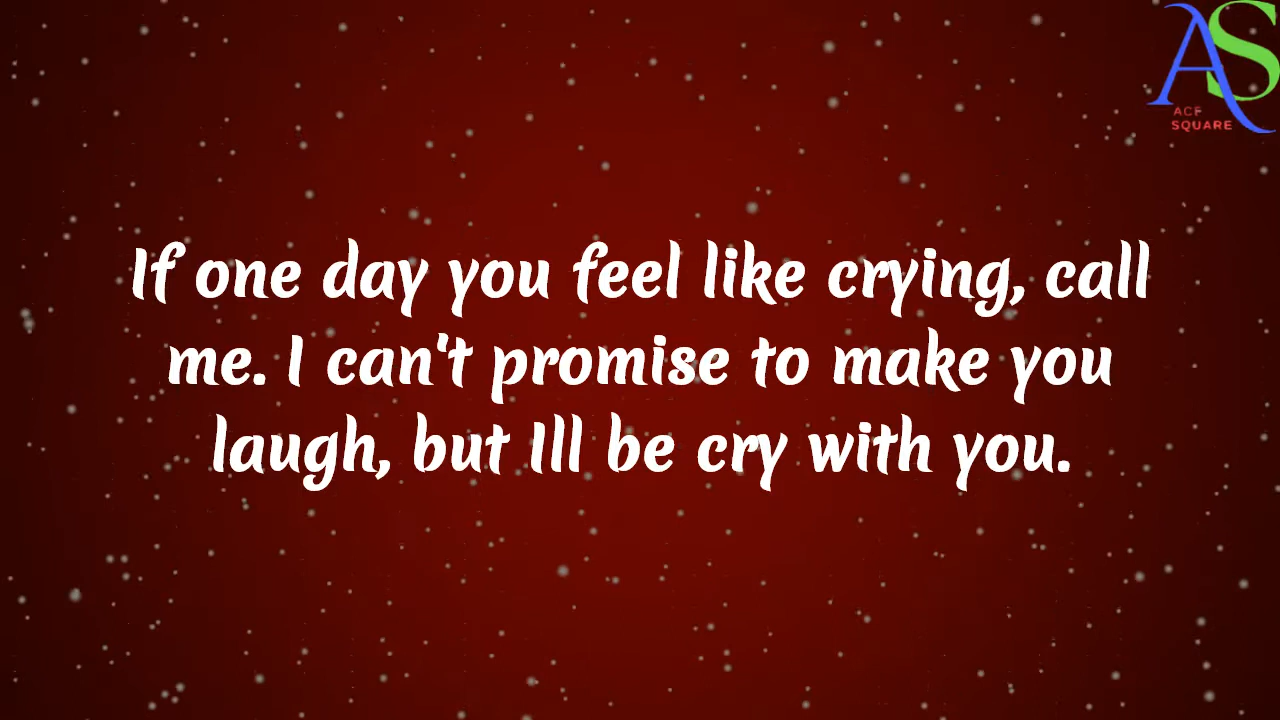 AS
ACF
SQUARE
If one day you feel like crying, call
me. I can't promise to make you
laugh, but Ill be cry with you.